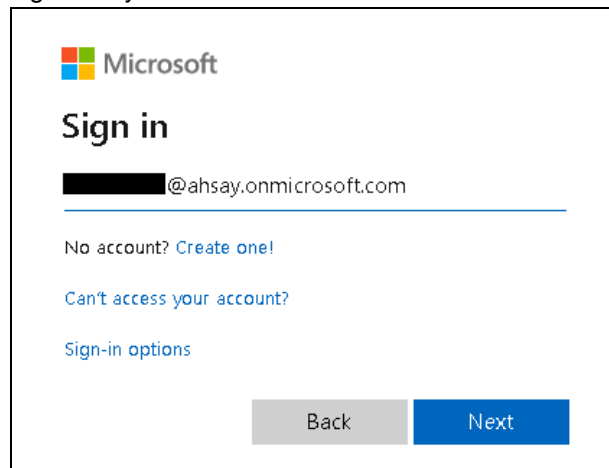 Microsoft
Sign in
@ahsay.onmicrosoft.com
No account? Create one!
Can't access your account?
Sign-in options
Back
Next